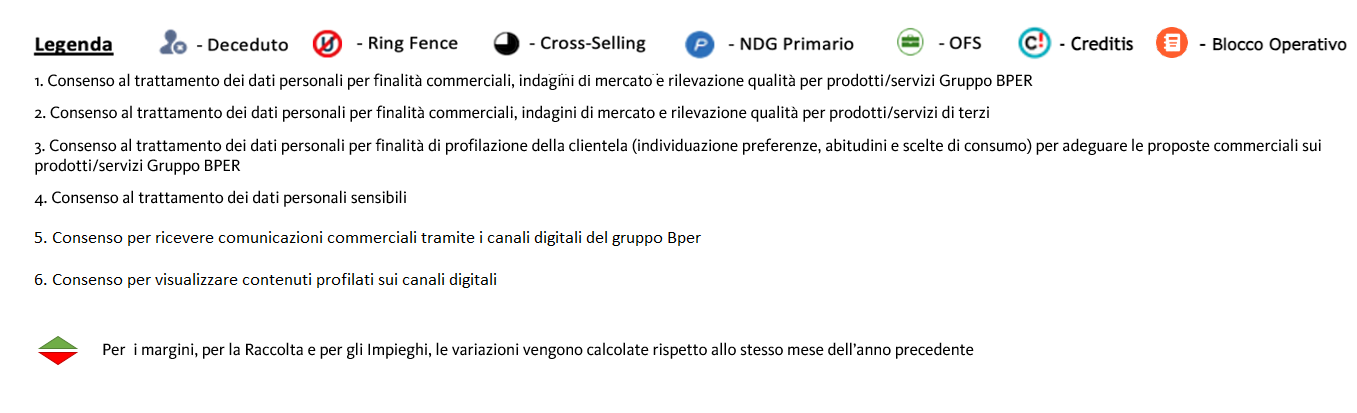 Legenda - Deceduto - Ring Fence - Cross-Selling P - NDG Primario - OFS C! - Creditis - Blocco Operativo
1. Consenso al trattamento dei dati personali per finalità commerciali, indagini di mercato e rilevazione qualità per prodotti/servizi Gruppo BPER
2. Consenso al trattamento dei dati personali per finalità commerciali, indagini di mercato e rilevazione qualità per prodotti/servizi di terzi
3. Consenso al trattamento dei dati personali per finalità di profilazione della clientela (individuazione preferenze, abitudini e scelte di consumo) per adeguare le proposte commerciali sui
prodotti/servizi Gruppo BPER
4. Consenso al trattamento dei dati personali sensibili
5. Consenso per ricevere comunicazioni commerciali tramite i canali digitali del gruppo Bper
6. Consenso per visualizzare contenuti profilati sui canali digitali
Per i margini, per la Raccolta e per gli Impieghi, le variazioni vengono calcolate rispetto allo stesso mese dell'anno precedente